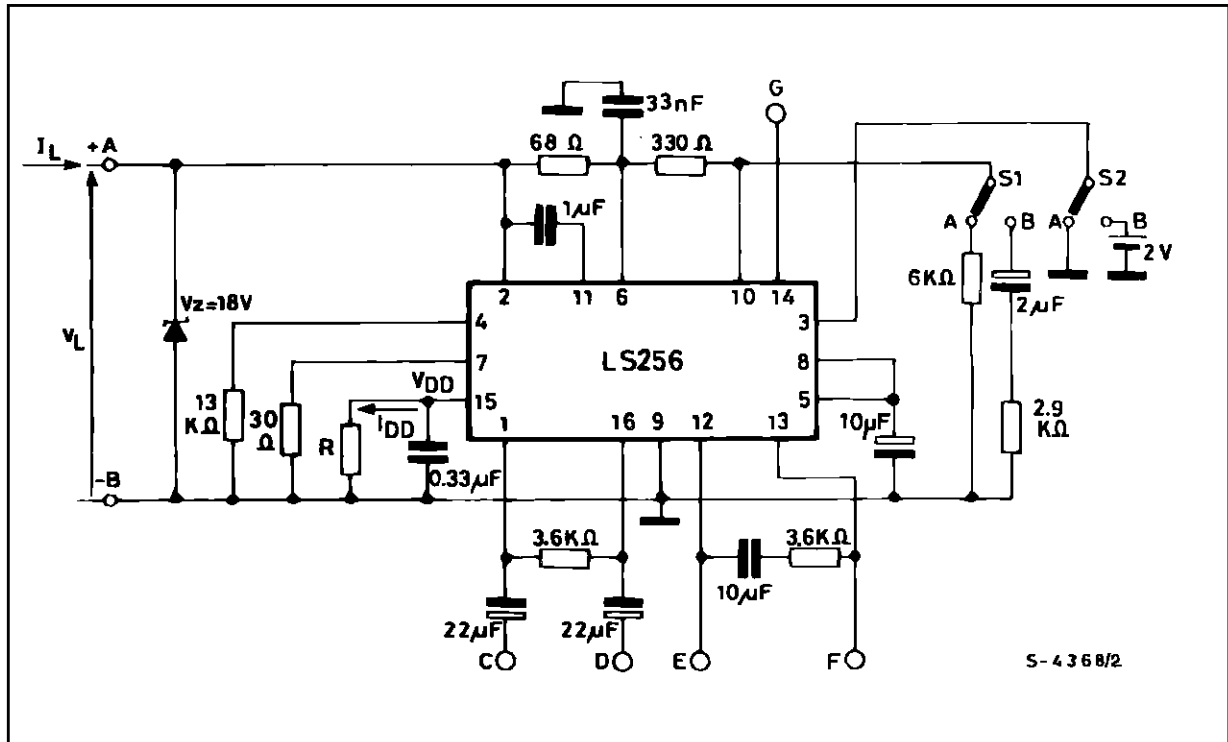 G
33nF
68 Ω
330 Ω
I_L
+A
S1
S2
1µF
A
B
A
B
2 V
6KΩ
2µF
2
11
6
10
14
Vz=18V
4
3
V_L
LS256
7
8
V_DD
15
5
13 KΩ
30 Ω
R
I_DD
1
16
9
12
13
10µF
2.9 KΩ
0.33µF
-B
3.6KΩ
3.6KΩ
10µF
22µF
22µF
C
D
E
F
S-4368/2